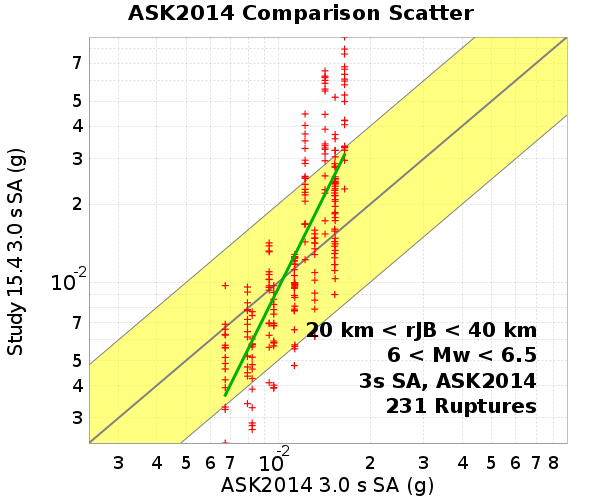 ASK2014 Comparison Scatter
Study 15.4 3.0 s SA (g)
7
5
4
3
2
10-2
7
5
4
3
20 km < rJB < 40 km
6 < Mw < 6.5
3s SA, ASK2014
231 Ruptures
3 4 5 6 7 10-2 2 3 4 5 6 7 8
ASK2014 3.0 s SA (g)